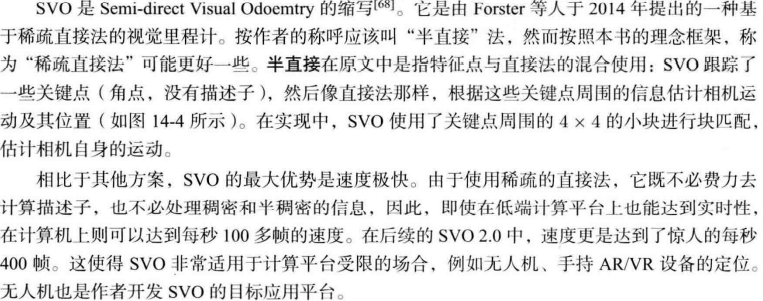 SVO 是 Semi-direct Visual Odoemtry 的缩写[68]。它是由 Forster 等人于 2014 年提出的一种基
于稀疏直接法的视觉里程计。按作者的称呼应该叫“半直接”法，然而按照本书的理念框架，称
为“稀疏直接法”可能更好一些。半直接在原文中是指特征点与直接法的混合使用：SVO 跟踪了
一些关键点（角点，没有描述子），然后像直接法那样，根据这些关键点周围的信息估计相机运
动及其位置（如图 14-4 所示）。在实现中，SVO 使用了关键点周围的 4 × 4 的小块进行块匹配，
估计相机自身的运动。
相比于其他方案，SVO 的最大优势是速度极快。由于使用稀疏的直接法，它既不必费力去
计算描述子，也不必处理稠密和半稠密的信息，因此，即使在低端计算平台上也能达到实时性，
在计算机上则可以达到每秒 100 多帧的速度。在后续的 SVO 2.0 中，速度更是达到了惊人的每秒
400 帧。这使得 SVO 非常适用于计算平台受限的场合，例如无人机、手持 AR/VR 设备的定位。
无人机也是作者开发 SVO 的目标应用平台。